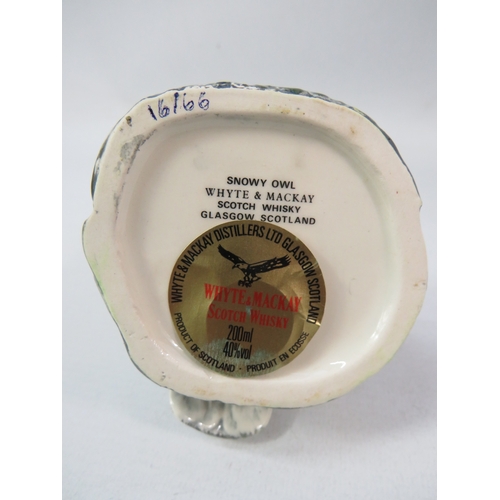 16166
SNOWY OWL
WHYTE & MACKAY
SCOTCH WHISKY
GLASGOW SCOTLAND
WHYTE & MACKAY DISTILLERS LTD GLASGOW SCOTLAND
WHYTE & MACKAY
SCOTCH WHISKY
200ml
40%vol
PRODUCT OF SCOTLAND - PRODUIT EN ECOSSE